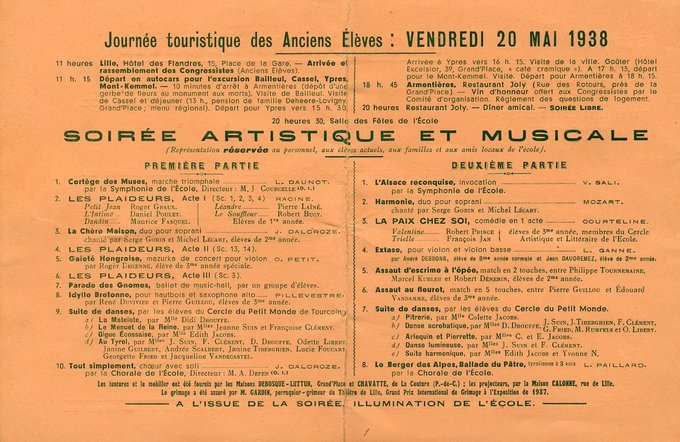 Journée touristique des Anciens Élèves : VENDREDI 20 MAI 1938
11 heures Lille, Hôtel des Flandres, 15, Place de la Gare. — Arrivée et
rassemblement des Congressistes (Anciens Élèves).
11 h. 15 Départ en autocars pour l'excursion Bailleul, Cassel, Ypres,
Mont-Kemmel. — 10 minutes d'arrêt à Armentières (dépôt d'une
gerbe de fleurs au monument aux morts). Visite de Bailleul. Visite
de Cassel et déjeuner (13 h., pension de famille Deheere-Lovigny,
Grand'Place; menu régional). Départ pour Ypres vers 15 h. 30.
Arrivée à Ypres vers 16 h. 15. Visite de la ville. Goûter (Hôtel
Excelsior, 39, Grand'Place, « café cramique »). A 17 h. 15, départ
pour le Mont-Kemmel. Visite. Départ pour Armentières à 18 h. 15.
18 h. 45 Armentières, Restaurant Joly (Rue des Rotours, près de la
Grand'Place). — Vin d'honneur offert aux Congressistes par le
Comité d'organisation. Règlement des questions de logement.
20 heures Restaurant Joly. — Dîner amical. — SOIRÉE LIBRE.
20 heures 30, Salle des Fêtes de l'École
SOIRÉE ARTISTIQUE ET MUSICALE
(Représentation réservée au personnel, aux élèves actuels, aux familles et aux amis locaux de l'école).
PREMIÈRE PARTIE
1. Cortège des Muses, marche triomphale L. DAUNOT.
par la Symphonie de l'École, Directeur: M. J COURCELLE (O. I.)
2. LES PLAIDEURS, Acte I (Sc. 1, 2, 3, 4) RACINE.
Petit Jean Roger GRAUX. Léandre Pierre LAÎNÉ.
L'Intimé Daniel POULET. Le Souffleur Robert BECT.
Dandin Maurice FASQUEL. Élèves de 1re année.
3. La Chère Maison, duo pour soprani J. DALCROZE.
chanté par Serge GORIN et Michel LÉCART, élèves de 2me année.
4. LES PLAIDEURS, Acte II (Sc. 13, 14).
5. Gaieté Hongroise, mazurka de concert pour violon O. PETIT.
par Roger LEGENNE, élève de 3me année spéciale.
6. LES PLAIDEURS, Acte III (Sc. 3).
7. Parade des Gnomes, ballet de music-hall, par un groupe d'élèves.
8. Idylle Bretonne, pour hautbois et saxophone alto PILLEVESTRE.
par René DUNIVIER et Pierre GUILLOU, élèves de 3me année.
9. Suite de danses, par les élèves du Cercle du Petit Monde de Tourcoing
a) La Matelote, par Mlle Didi DROUFFE.
b) Le Menuet de la Reine, par Mlles Jeanne SUIN et Françoise CLÉMENT.
c) Gigue Écossaise, par Mlle Edith JACOBS.
d) Au Tyrol, par Mlles J. SUIN, F. CLÉMENT, D. DROUFFE, Odette LIBERT,
Janine GUILBERT, Andrée SCALBERT, Janine TIBERGHIEN, Lucie FOUCART,
Georgette FRIED et Jacqueline VANDECASTEL.
10. Tout simplement, chœur avec soli J. DALCROZE.
par la Chorale de l'École, Directeur : M. A. DEPRE (O. I.)
DEUXIÈME PARTIE
1. L'Alsace reconquise, invocation V. SALI.
par la Symphonie de l'École.
2. Harmonie, duo pour soprani MOZART.
chanté par Serge GORIN et Michel LÉCART.
3. LA PAIX CHEZ SOI, comédie en 1 acte COURTELINE.
Valentine Robert PRINCE élèves de 3me année, membres du Cercle
Trielle François JAN Artistique et Littéraire de l'École.
4. Extase, pour violon et violon basse L. GANNE.
par André DESSONS, élève de 3me année normale et Jean DAUDREMEZ, élève de 2me année.
5. Assaut d'escrime à l'épée, match en 2 touches, entre Philippe TOURNEMAINE,
Marcel KUBLER et Robert DÉRERIN, élèves de 2me année.
6. Assaut au fleuret, match en 5 touches, entre Pierre GUILLOU et Édouard
VANDAMME, élèves de 3me année.
7. Suite de danses, par les élèves du Cercle du Petit Monde :
a) Pitrerie, par Mlle Colette JACOBS.
b) Danse acrobatique, par Mlles D. DROUFFE, J. SUIN, J. TIBERGHIEN, F. CLÉMENT,
G. FRIED, M. RUMFELS et O. LIBERT.
c) Arlequin et Pierrette, par Mlles C. et E. JACOBS.
d) Danse lumineuse, par Mlles J. SUIN et F. CLÉMENT.
e) Suite harmonique, par Mlles Edith JACOBS et Yvonne N.
8. Le Berger des Alpes, Ballade du Pâtre, tyrolienne à 3 voix L. PAILLARD.
par la Chorale de l'École.
Les tentures et le mobilier ont été fournis par les Maisons DEBOSQUE-LUTTUN, Grand'Place et CHAVATTE, de La Couture (P.-de-C.) ; les projecteurs, par la Maison CALONNE, rue de Lille.
Le grimage a été assuré par M. GARDIN, perruquier-grimeur du Théâtre de Lille, Grand Prix International de Grimage à l'Exposition de 1937.
A L'ISSUE DE LA SOIRÉE, ILLUMINATION DE L'ÉCOLE.